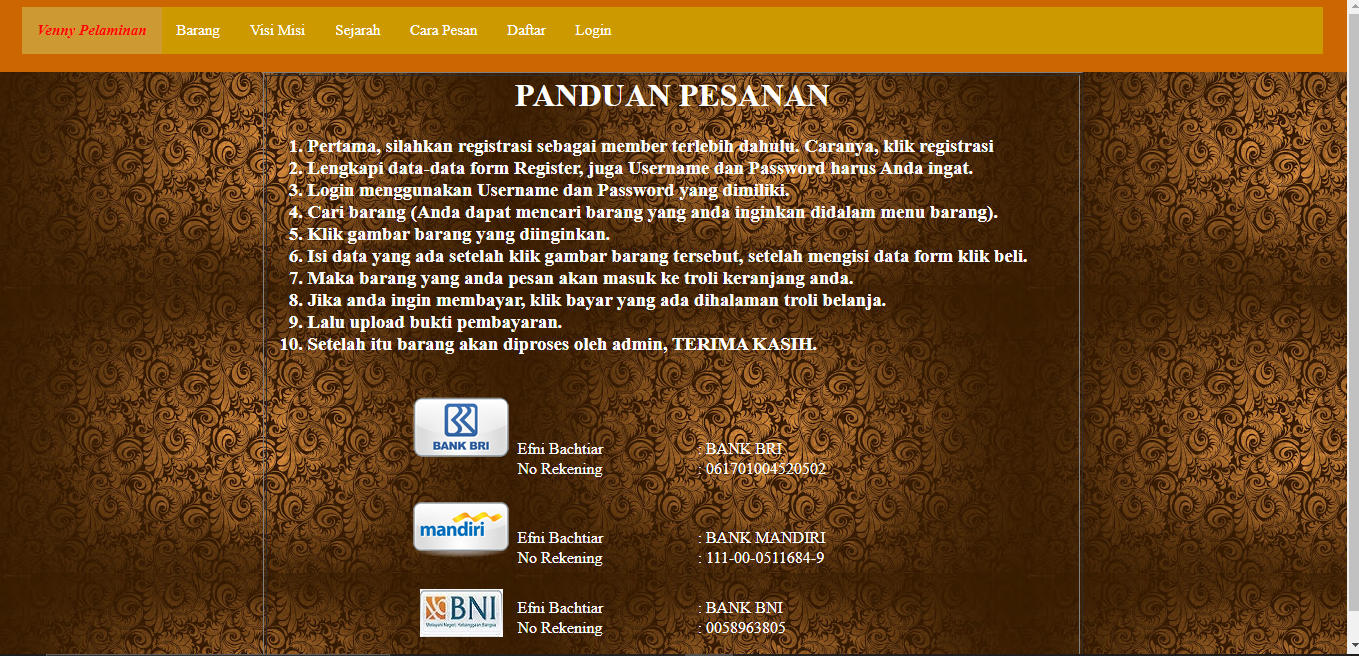 Venny Pelaminan Barang Visi Misi Sejarah Cara Pesan Daftar Login
PANDUAN PESANAN
1. Pertama, silahkan registrasi sebagai member terlebih dahulu. Caranya, klik registrasi
2. Lengkapi data-data form Register, juga Username dan Password harus Anda ingat.
3. Login menggunakan Username dan Password yang dimiliki.
4. Cari barang (Anda dapat mencari barang yang anda inginkan didalam menu barang).
5. Klik gambar barang yang diinginkan.
6. Isi data yang ada setelah klik gambar barang tersebut, setelah mengisi data form klik beli.
7. Maka barang yang anda pesan akan masuk ke troli keranjang anda.
8. Jika anda ingin membayar, klik bayar yang ada dihalaman troli belanja.
9. Lalu upload bukti pembayaran.
10. Setelah itu barang akan diproses oleh admin, TERIMA KASIH.
BANK BRI
Efni Bachtiar : BANK BRI
No Rekening : 061701004520502
mandiri
Efni Bachtiar : BANK MANDIRI
No Rekening : 111-00-0511684-9
BNI
Melayani Negeri, Kebanggaan Bangsa
Efni Bachtiar : BANK BNI
No Rekening : 0058963805